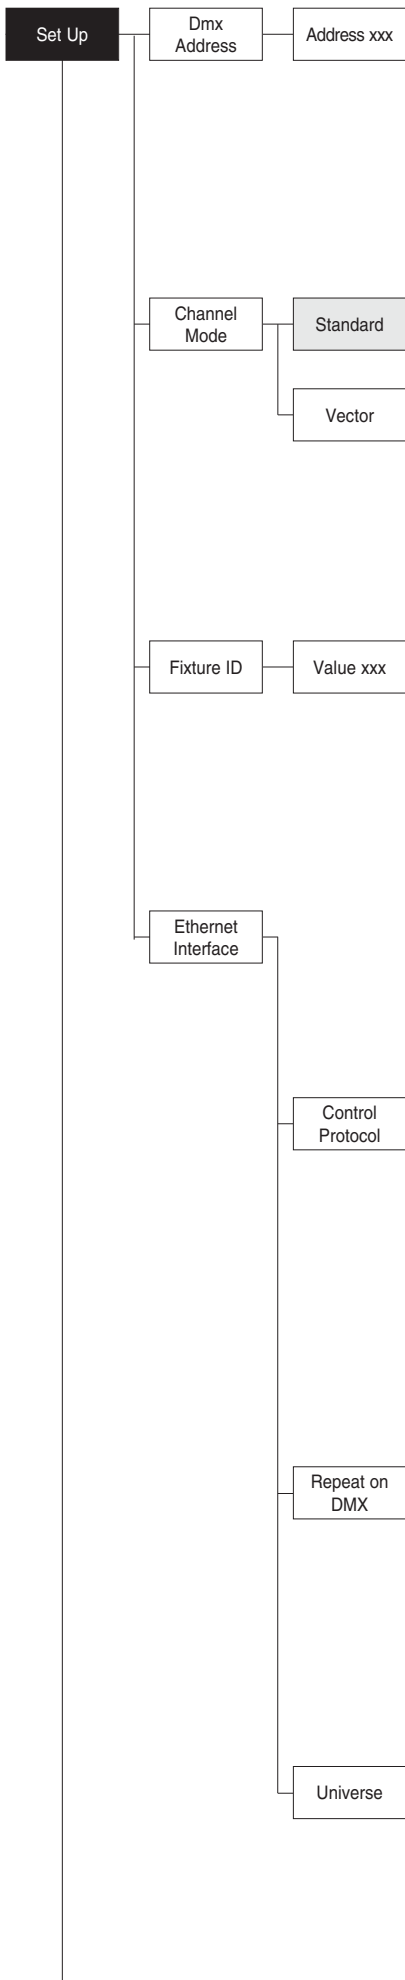 Set Up
Dmx
Address
Address xxx
Channel
Mode
Standard
Vector
Fixture ID
Value xxx
Ethernet
Interface
Control
Protocol
Repeat on
DMX
Universe